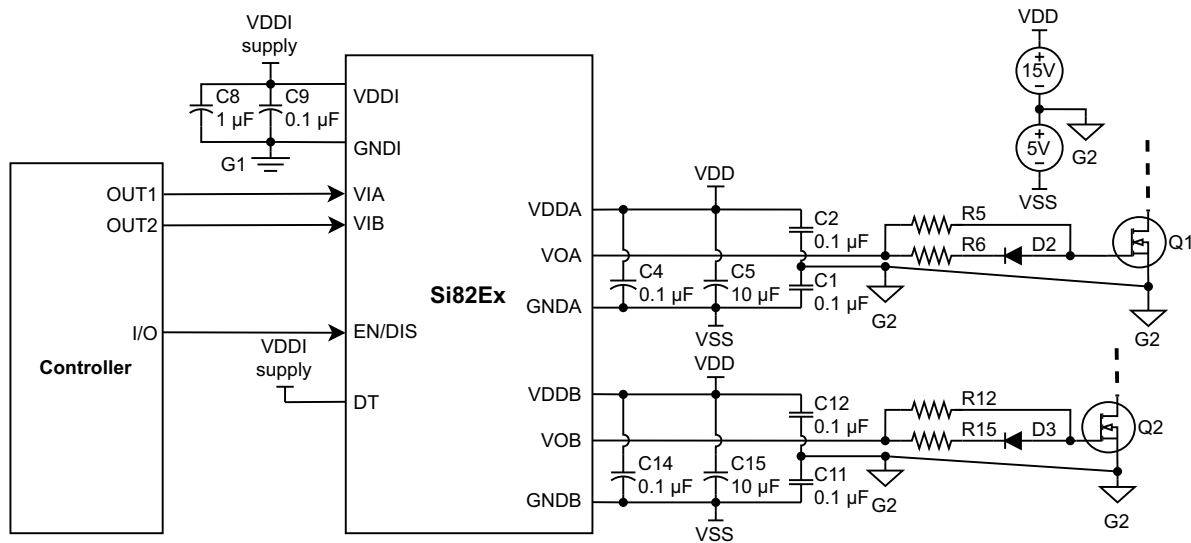 VDDI
supply
C8
1 µF
C9
0.1 µF
G1
VDDI
GNDI
VDD
+
15V
−
G2
+
5V
−
VSS
Controller
OUT1
OUT2
I/O
VDDI
supply
VIA
VIB
EN/DIS
DT
Si82Ex
VDDA
VOA
GNDA
VDDB
VOB
GNDB
VDD
C4
0.1 µF
C5
10 µF
C2
0.1 µF
C1
0.1 µF
VSS
G2
R5
R6
D2
Q1
G2
VDD
C14
0.1 µF
C15
10 µF
C12
0.1 µF
C11
0.1 µF
VSS
G2
R12
R15
D3
Q2
G2